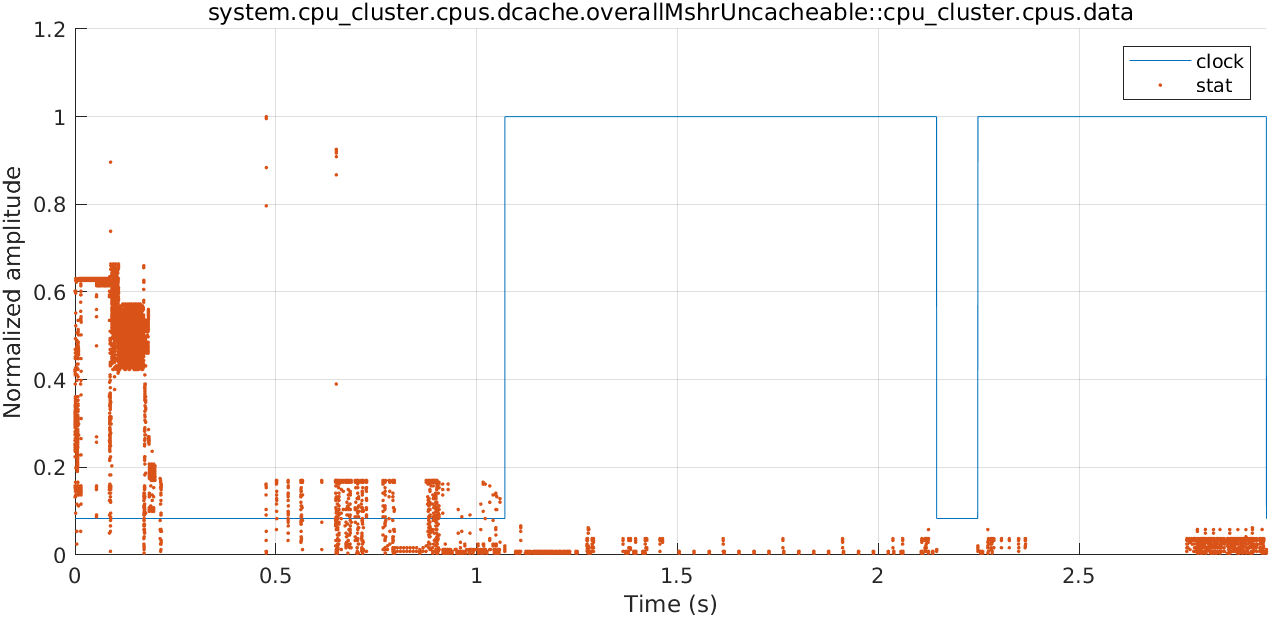 system.cpu_cluster.cpus.dcache.overallMshrUncacheable::cpu_cluster.cpus.data
1.2
1
0.8
0.6
0.4
0.2
0
Normalized amplitude
clock
stat
0
0.5
1
1.5
2
2.5
Time (s)